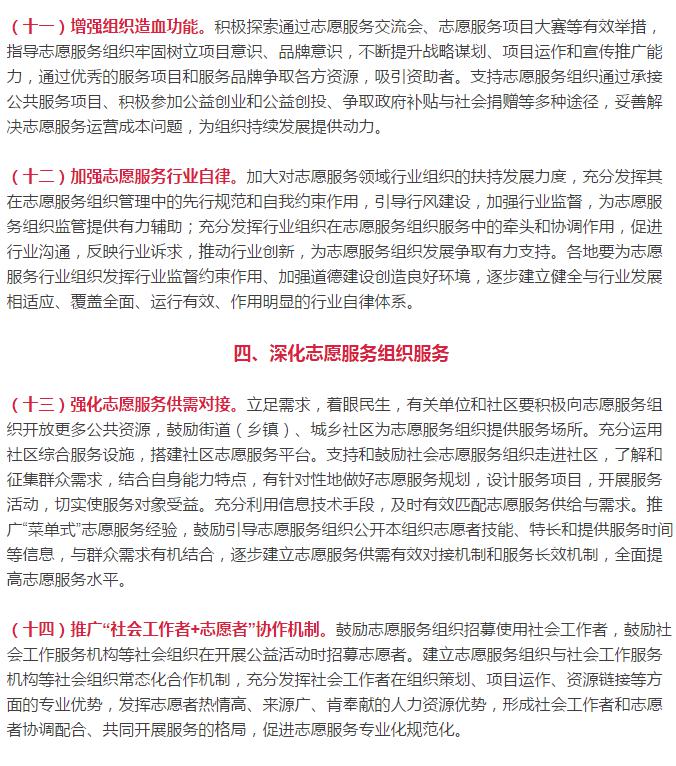 （十一）增强组织造血功能。积极探索通过志愿服务交流会、志愿服务项目大赛等有效举措，
指导志愿服务组织牢固树立项目意识、品牌意识，不断提升战略谋划、项目运作和宣传推广能
力，通过优秀的服务项目和服务品牌争取各方资源，吸引资助者。支持志愿服务组织通过承接
公共服务项目、积极参加公益创业和公益创投、争取政府补贴与社会捐赠等多种途径，妥善解
决志愿服务运营成本问题，为组织持续发展提供动力。
（十二）加强志愿服务行业自律。加大对志愿服务领域行业组织的扶持发展力度，充分发挥其
在志愿服务组织管理中的先行规范和自我约束作用，引导行风建设，加强行业监督，为志愿服
务组织监管提供有力辅助；充分发挥行业组织在志愿服务组织服务中的牵头和协调作用，促进
行业沟通，反映行业诉求，推动行业创新，为志愿服务组织发展争取有力支持。各地要为志愿
服务行业组织发挥行业监督约束作用、加强道德建设创造良好环境，逐步建立健全与行业发展
相适应、覆盖全面、运行有效、作用明显的行业自律体系。
四、深化志愿服务组织服务
（十三）强化志愿服务供需对接。立足需求，着眼民生，有关单位和社区要积极向志愿服务组
织开放更多公共资源，鼓励街道（乡镇）、城乡社区为志愿服务组织提供服务场所。充分运用
社区综合服务设施，搭建社区志愿服务平台。支持和鼓励社会志愿服务组织走进社区，了解和
征集群众需求，结合自身能力特点，有针对性地做好志愿服务规划，设计服务项目，开展服务
活动，切实使服务对象受益。充分利用信息技术手段，及时有效匹配志愿服务供给与需求。推
广“菜单式”志愿服务经验，鼓励引导志愿服务组织公开本组织志愿者技能、特长和提供服务时间
等信息，与群众需求有机结合，逐步建立志愿服务供需有效对接机制和服务长效机制，全面提
高志愿服务水平。
（十四）推广“社会工作者+志愿者”协作机制。鼓励志愿服务组织招募使用社会工作者，鼓励社
会工作服务机构等社会组织在开展公益活动时招募志愿者。建立志愿服务组织与社会工作服务
机构等社会组织常态化合作机制，充分发挥社会工作者在组织策划、项目运作、资源链接等方
面的专业优势，发挥志愿者热情高、来源广、肯奉献的人力资源优势，形成社会工作者和志愿
者协调配合、共同开展服务的格局，促进志愿服务专业化规范化。